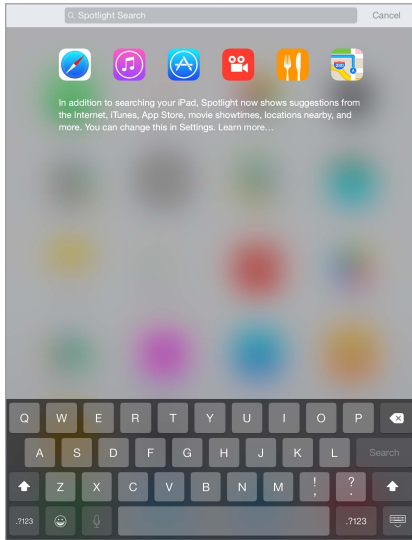 Spotlight Search Cancel
In addition to searching your iPad, Spotlight now shows suggestions from
the Internet, iTunes, App Store, movie showtimes, locations nearby, and
more. You can change this in Settings. Learn more…
Q W E R T Y U I O P
A S D F G H J K L Search
Z X C V B N M ! , ? .
.?123 .?123